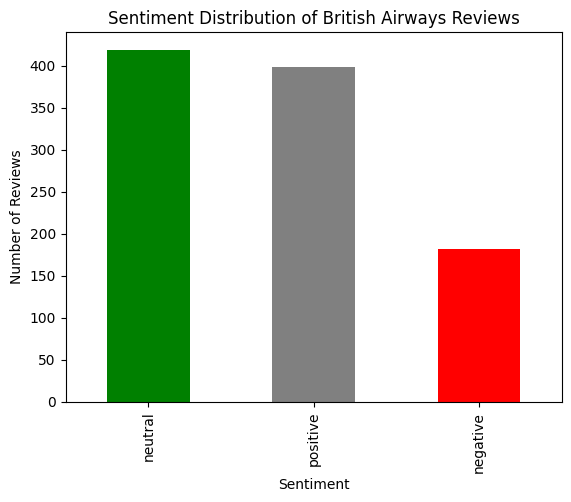 Sentiment Distribution of British Airways Reviews
Number of Reviews
400
350
300
250
200
150
100
50
0
neutral
positive
negative
Sentiment